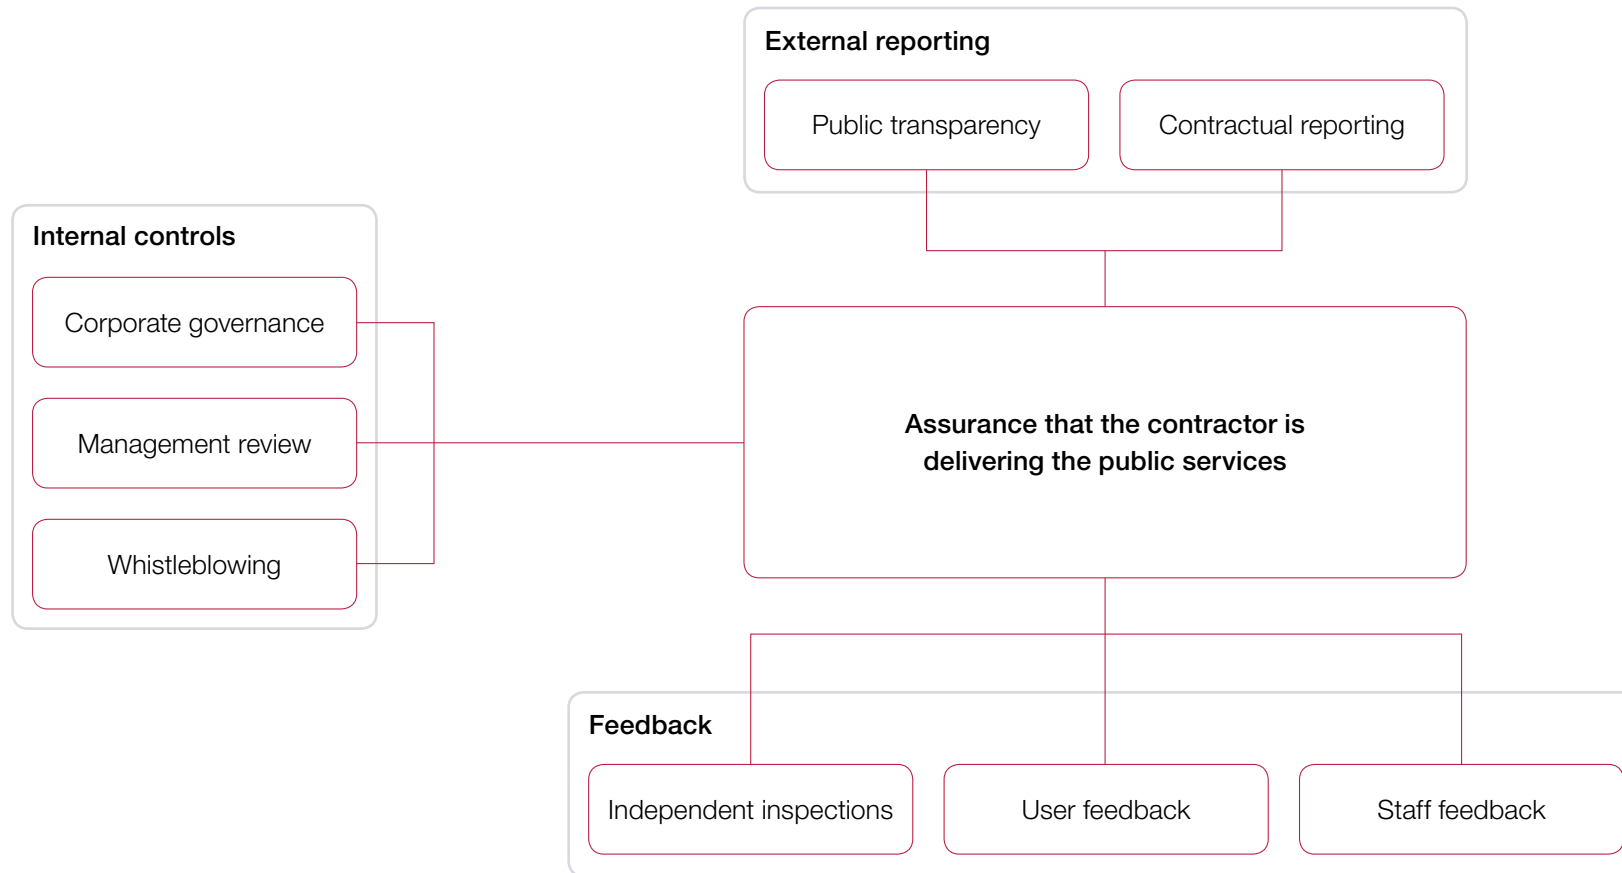 External reporting
Public transparency
Contractual reporting
Internal controls
Corporate governance
Management review
Whistleblowing
Assurance that the contractor is
delivering the public services
Feedback
Independent inspections
User feedback
Staff feedback